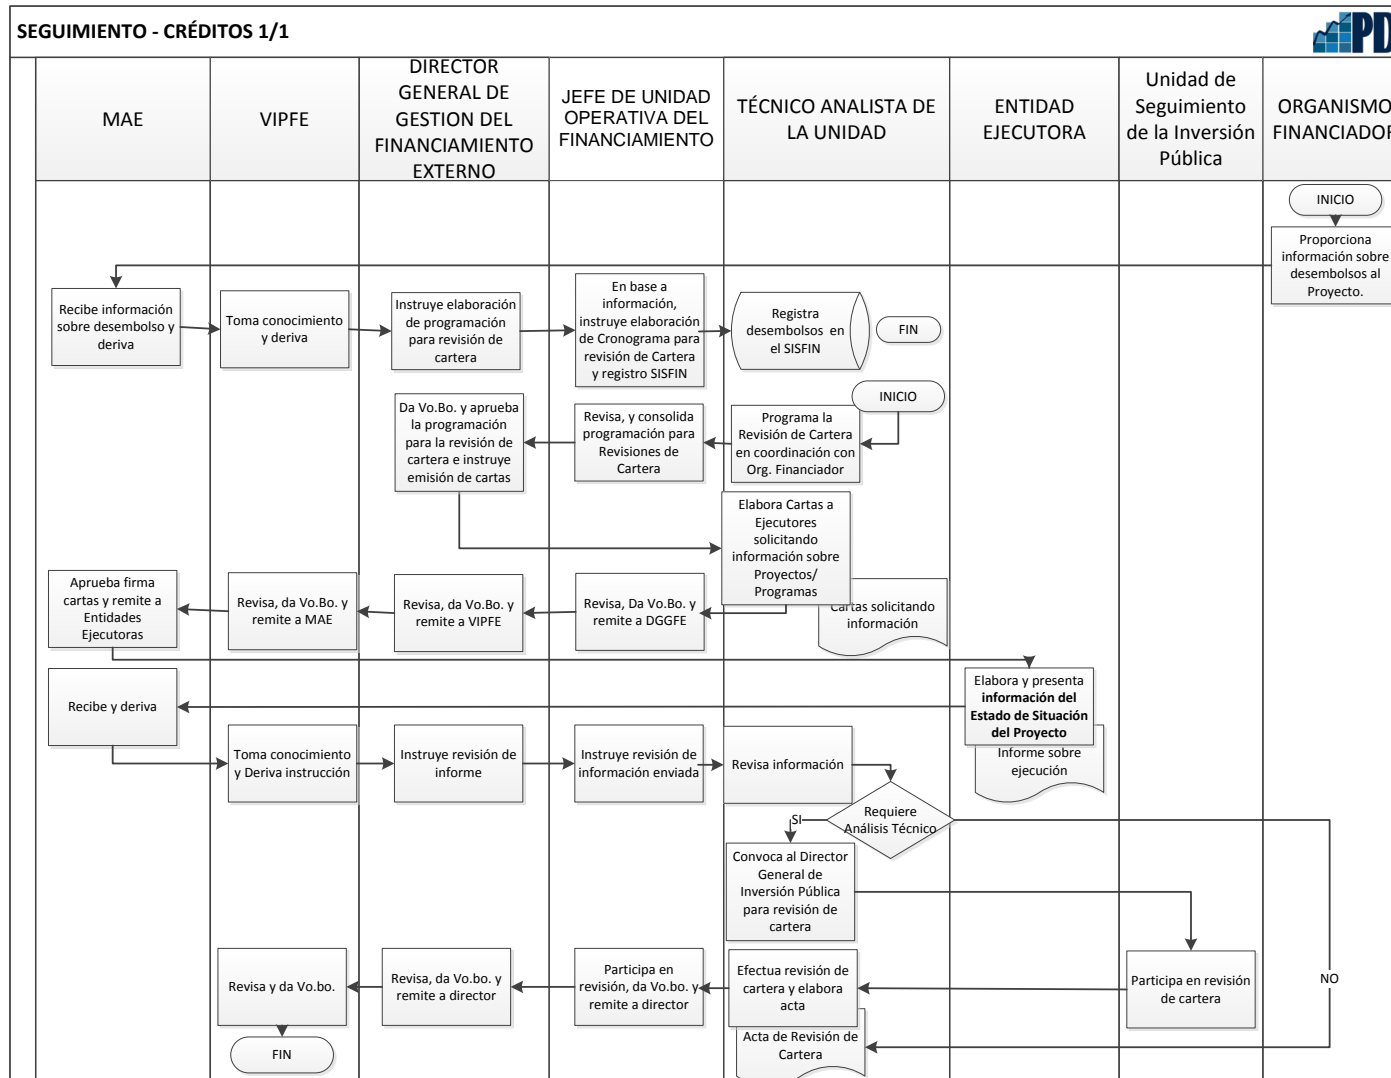 SEGUIMIENTO - CRÉDITOS 1/1
PD
MAE
VIPFE
DIRECTOR
GENERAL DE
GESTION DEL
FINANCIAMIENTO
EXTERNO
JEFE DE UNIDAD
OPERATIVA DEL
FINANCIAMIENTO
TÉCNICO ANALISTA DE
LA UNIDAD
ENTIDAD
EJECUTORA
Unidad de
Seguimiento
de la Inversión
Pública
ORGANISMO
FINANCIADOR
INICIO
Proporciona
información sobre
desembolsos al
Proyecto.
Recibe información
sobre desembolso y
deriva
Toma conocimiento
y deriva
Instruye elaboración
de programación
para revisión de
cartera
En base a
información,
instruye elaboración
de Cronograma para
revisión de Cartera
y registro SISFIN
Registra
desembolsos en
el SISFIN
FIN
INICIO
Da Vo.Bo. y aprueba
la programación
para la revisión de
cartera e instruye
emisión de cartas
Revisa, y consolida
programación para
Revisiones de
Cartera
Programa la
Revisión de Cartera
en coordinación con
Org. Financiador
Elabora Cartas a
Ejecutores
solicitando
información sobre
Proyectos/
Programas
Cartas solicitando
información
Aprueba firma
cartas y remite a
Entidades
Ejecutoras
Revisa, da Vo.Bo. y
remite a MAE
Revisa, da Vo.Bo. y
remite a VIPFE
Revisa, Da Vo.Bo. y
remite a DGGFE
Recibe y deriva
Elabora y presenta
información del
Estado de Situación
del Proyecto
Informe sobre
ejecución
Toma conocimiento
y Deriva instrucción
Instruye revisión de
informe
Instruye revisión de
información enviada
Revisa información
Requiere
Análisis Técnico
SI
Convoca al Director
General de
Inversión Pública
para revisión de
cartera
NO
Revisa y da Vo.bo.
Revisa, da Vo.bo. y
remite a director
Participa en
revisión, da Vo.bo. y
remite a director
Efectua revisión de
cartera y elabora
acta
Participa en revisión
de cartera
Acta de Revisión de
Cartera
FIN